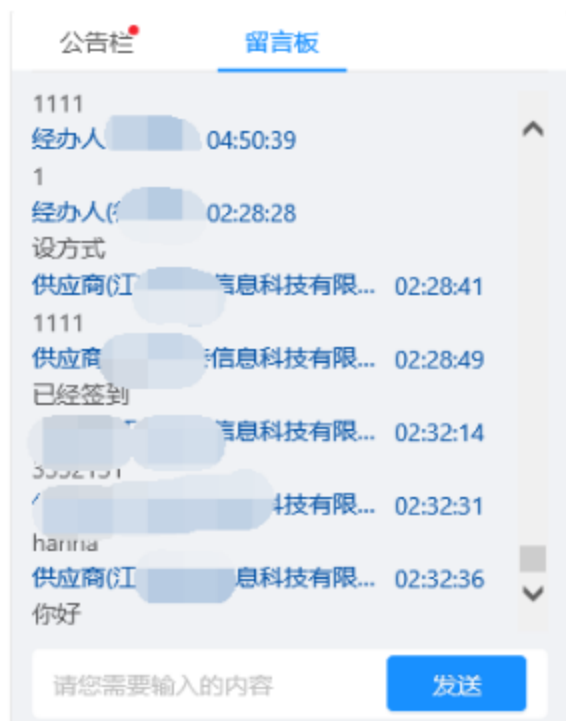 公告栏 留言板
1111
经办人 04:50:39
1
经办人( 02:28:28
设方式
供应商(江 信息科技有限... 02:28:41
1111
供应商 信息科技有限... 02:28:49
已经签到
信息科技有限... 02:32:14
3332131
科技有限... 02:32:31
hanna
供应商(江 息科技有限... 02:32:36
你好
请您需要输入的内容 发送